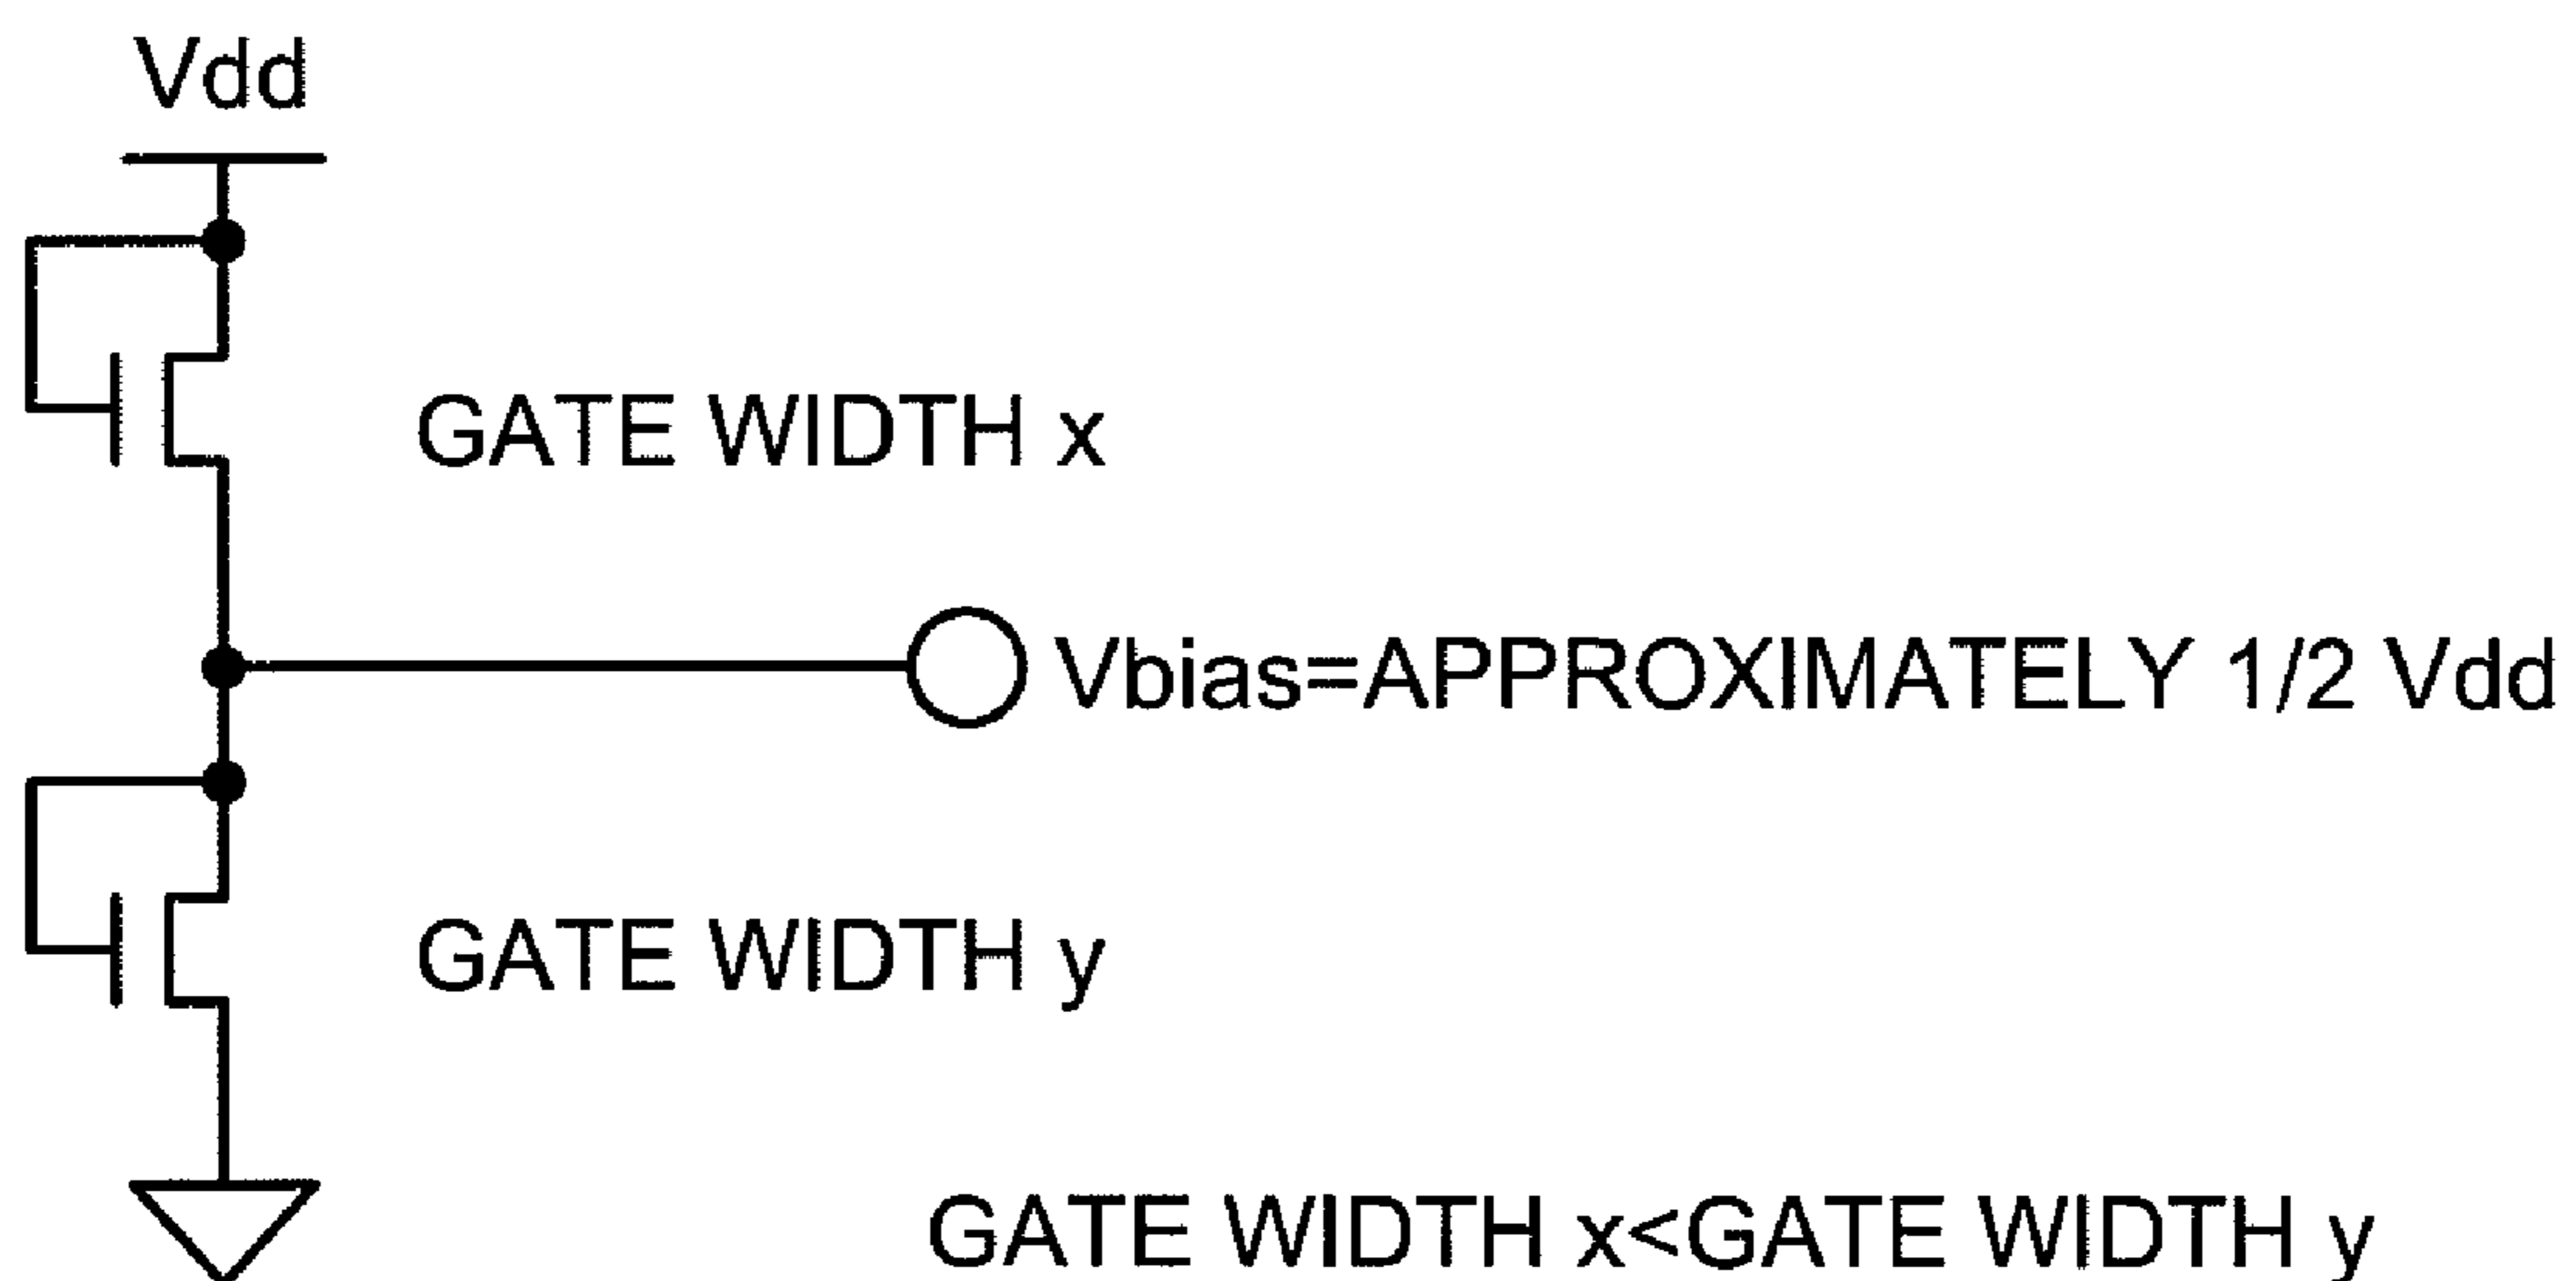 Vdd
GATE WIDTH x
Vbias=APPROXIMATELY 1/2 Vdd
GATE WIDTH y
GATE WIDTH x<GATE WIDTH y